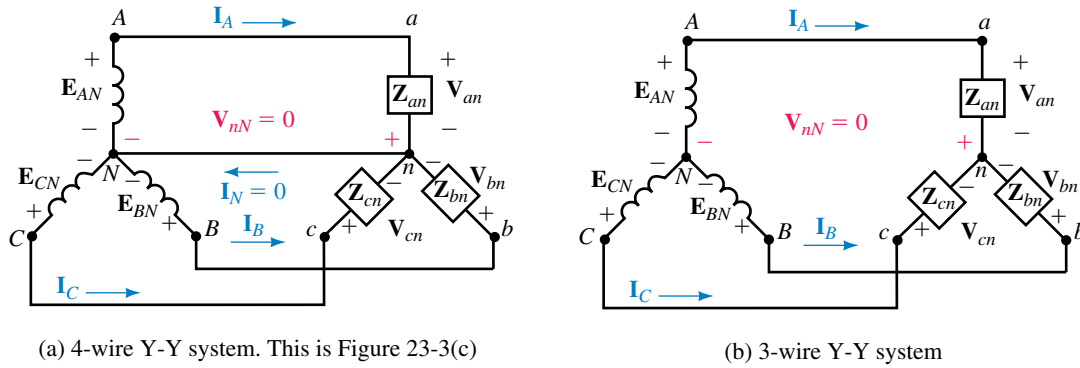 A
I_A
a
+
E_AN
−
+
Z_an
V_an
−
V_nN = 0
−
+
N
n
I_N = 0
−
E_CN
+
C
−
E_BN
+
B
I_B
−
Z_cn
+
c
V_cn
−
Z_bn
V_bn
+
b
I_C
(a) 4-wire Y-Y system. This is Figure 23-3(c)
A
I_A
a
+
E_AN
−
+
Z_an
V_an
−
V_nN = 0
−
+
N
n
−
E_CN
+
C
−
E_BN
+
B
I_B
−
Z_cn
+
c
V_cn
−
Z_bn
V_bn
+
b
I_C
(b) 3-wire Y-Y system